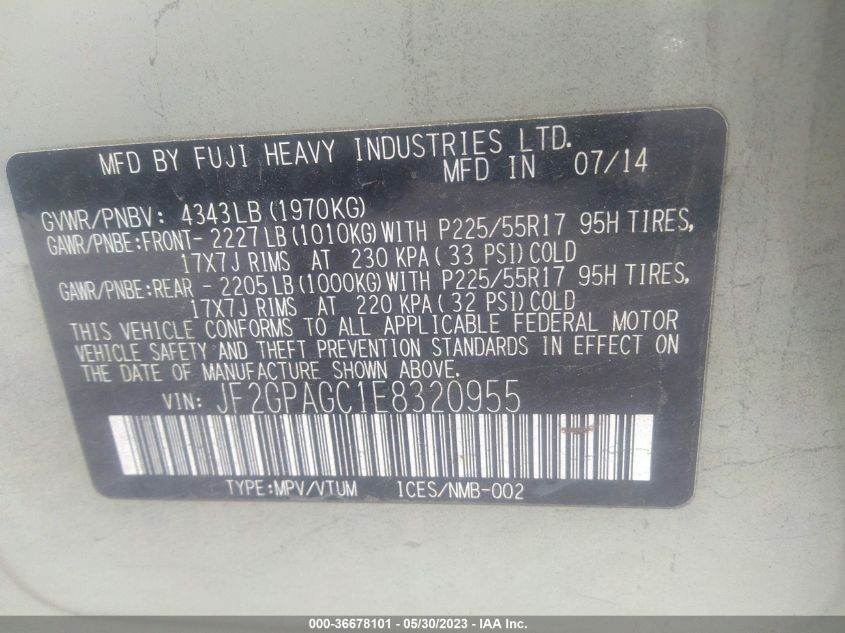 MFD BY FUJI HEAVY INDUSTRIES LTD.
MFD IN 07/14
GVWR/PNBV: 4343LB (1970KG)
GAWR/PNBE:FRONT- 2227 LB (1010KG) WITH P225/55R17 95H TIRES,
17X7J RIMS AT 230 KPA ( 33 PSI) COLD
GAWR/PNBE:REAR - 2205 LB (1000KG) WITH P225/55R17 95H TIRES,
17X7J RIMS AT 220 KPA ( 32 PSI) COLD
THIS VEHICLE CONFORMS TO ALL APPLICABLE FEDERAL MOTOR
VEHICLE SAFETY AND THEFT PREVENTION STANDARDS IN EFFECT ON
THE DATE OF MANUFACTURE SHOWN ABOVE.
VIN: JF2GPAGC1E8320955
TYPE:MPV/VTUM ICES/NMB-002
000-36678101 - 05/30/2023 - IAA Inc.